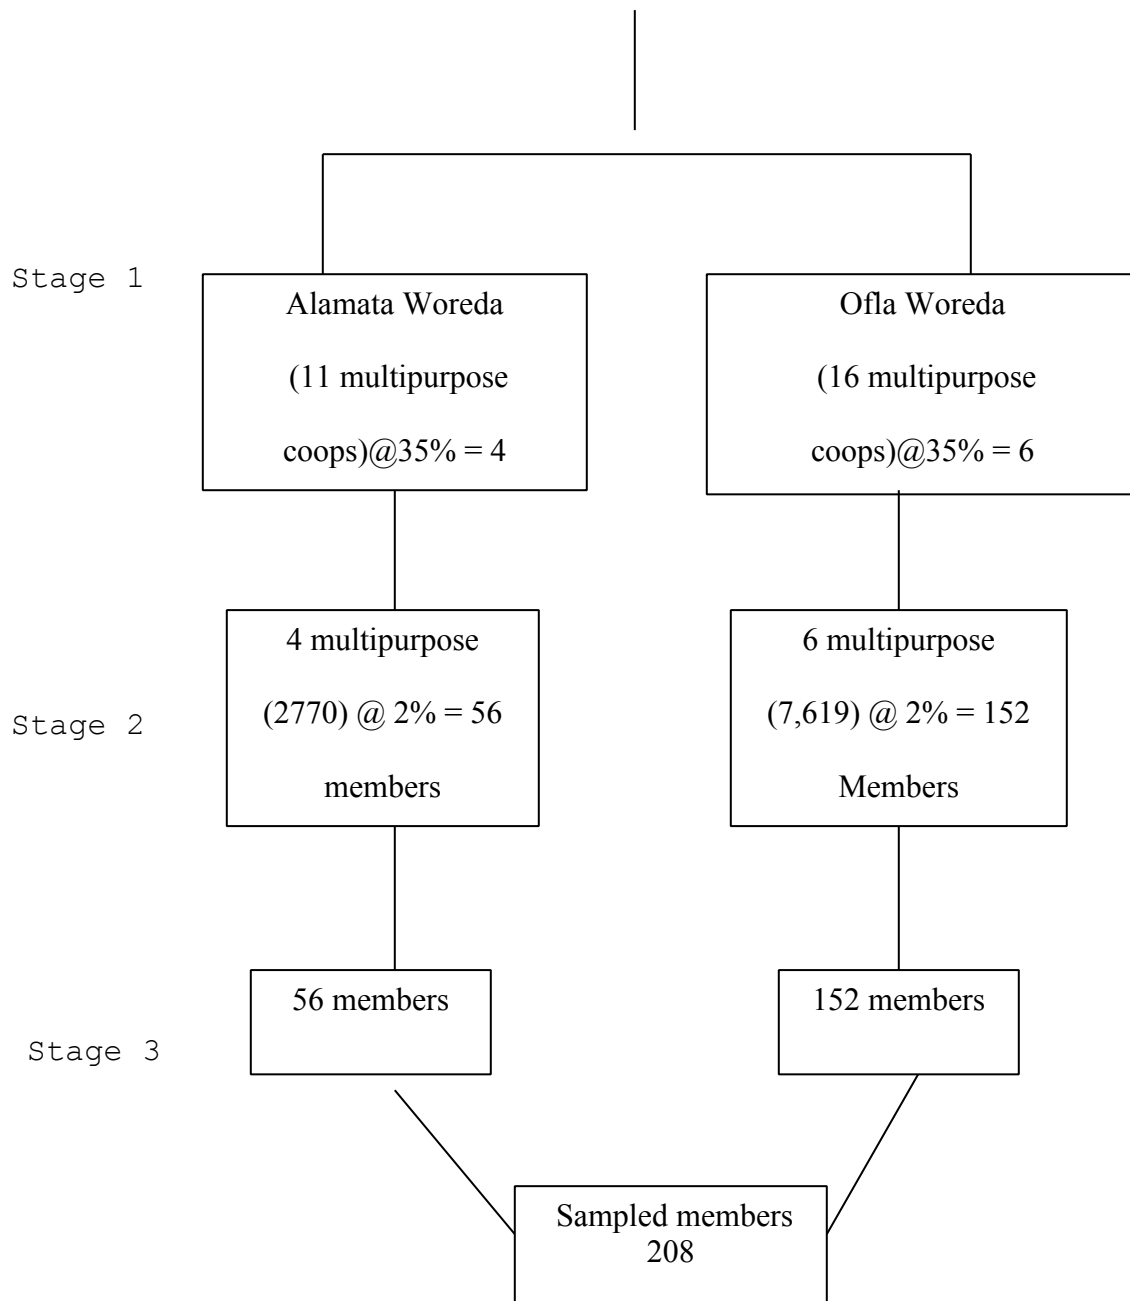 Stage 1
Alamata Woreda
(11 multipurpose
coops)@35% = 4
Ofla Woreda
(16 multipurpose
coops)@35% = 6
Stage 2
4 multipurpose
(2770) @ 2% = 56
members
6 multipurpose
(7,619) @ 2% = 152
Members
Stage 3
56 members
152 members
Sampled members
208